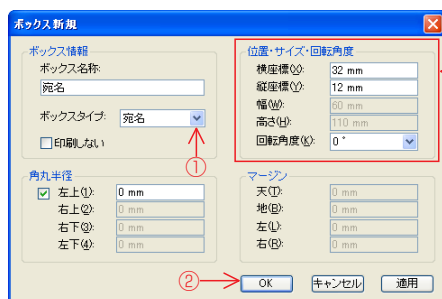 ボックス新規
ボックス情報
ボックス名称:
宛名
ボックスタイプ: 宛名
印刷しない
①
位置・サイズ・回転角度
横座標(X): 32 mm
縦座標(Y): 12 mm
幅(W): 60 mm
高さ(H): 110 mm
回転角度(K): 0 °
角丸半径
左上(1): 0 mm
右上(2): 0 mm
右下(3): 0 mm
左下(4): 0 mm
マージン
天(T): 0 mm
地(B): 0 mm
左(L): 0 mm
右(R): 0 mm
② OK キャンセル 適用